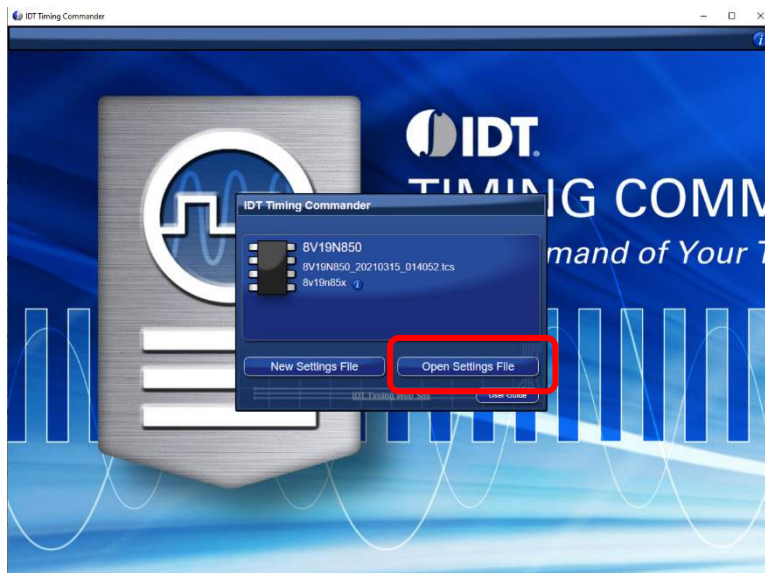 IDT Timing Commander
IDT.
TIMING COMM
mmand of Your T
IDT Timing Commander
8V19N850
8V19N850_20210315_014052.tcs
8v19n85x i
New Settings File
Open Settings File
IDT Timing Web Site
User Guide